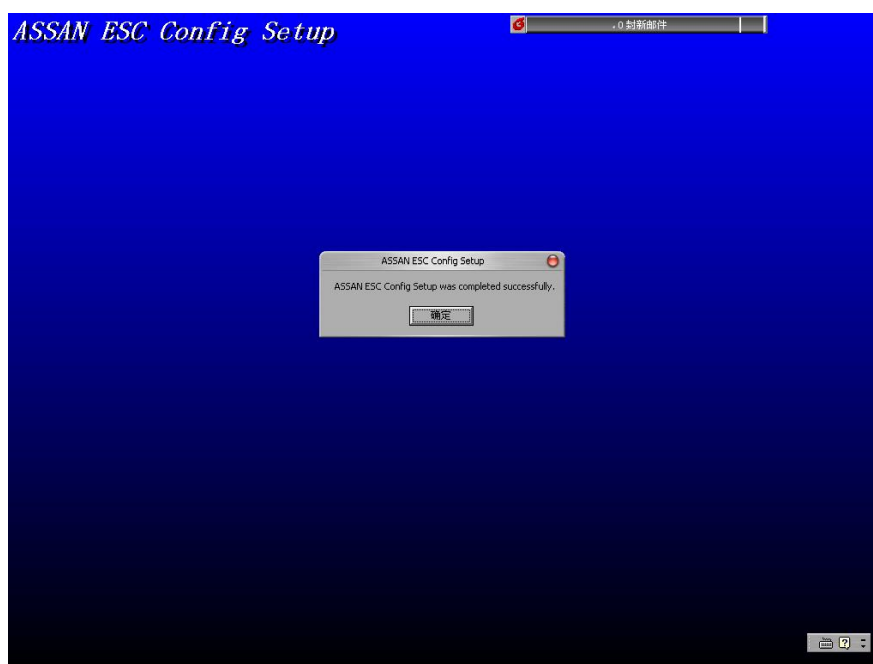 ASSAN ESC Config Setup
,0封新邮件
ASSAN ESC Config Setup
ASSAN ESC Config Setup was completed successfully.
确定